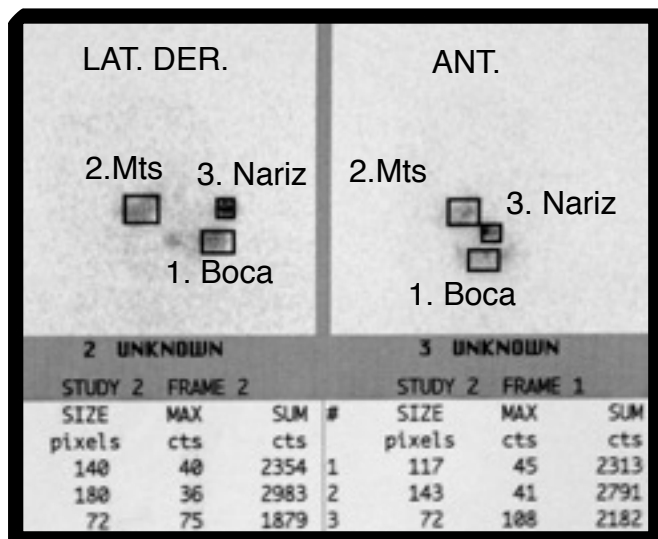 LAT. DER.
ANT.
2.Mts
3. Nariz
1. Boca
2.Mts
3. Nariz
1. Boca
2 UNKNOWN
3 UNKNOWN
STUDY 2 FRAME 2
STUDY 2 FRAME 1
SIZE MAX SUM # SIZE MAX SUM
pixels cts cts pixels cts cts
140 40 2354 1 117 45 2313
180 36 2983 2 143 41 2791
72 75 1879 3 72 108 2182